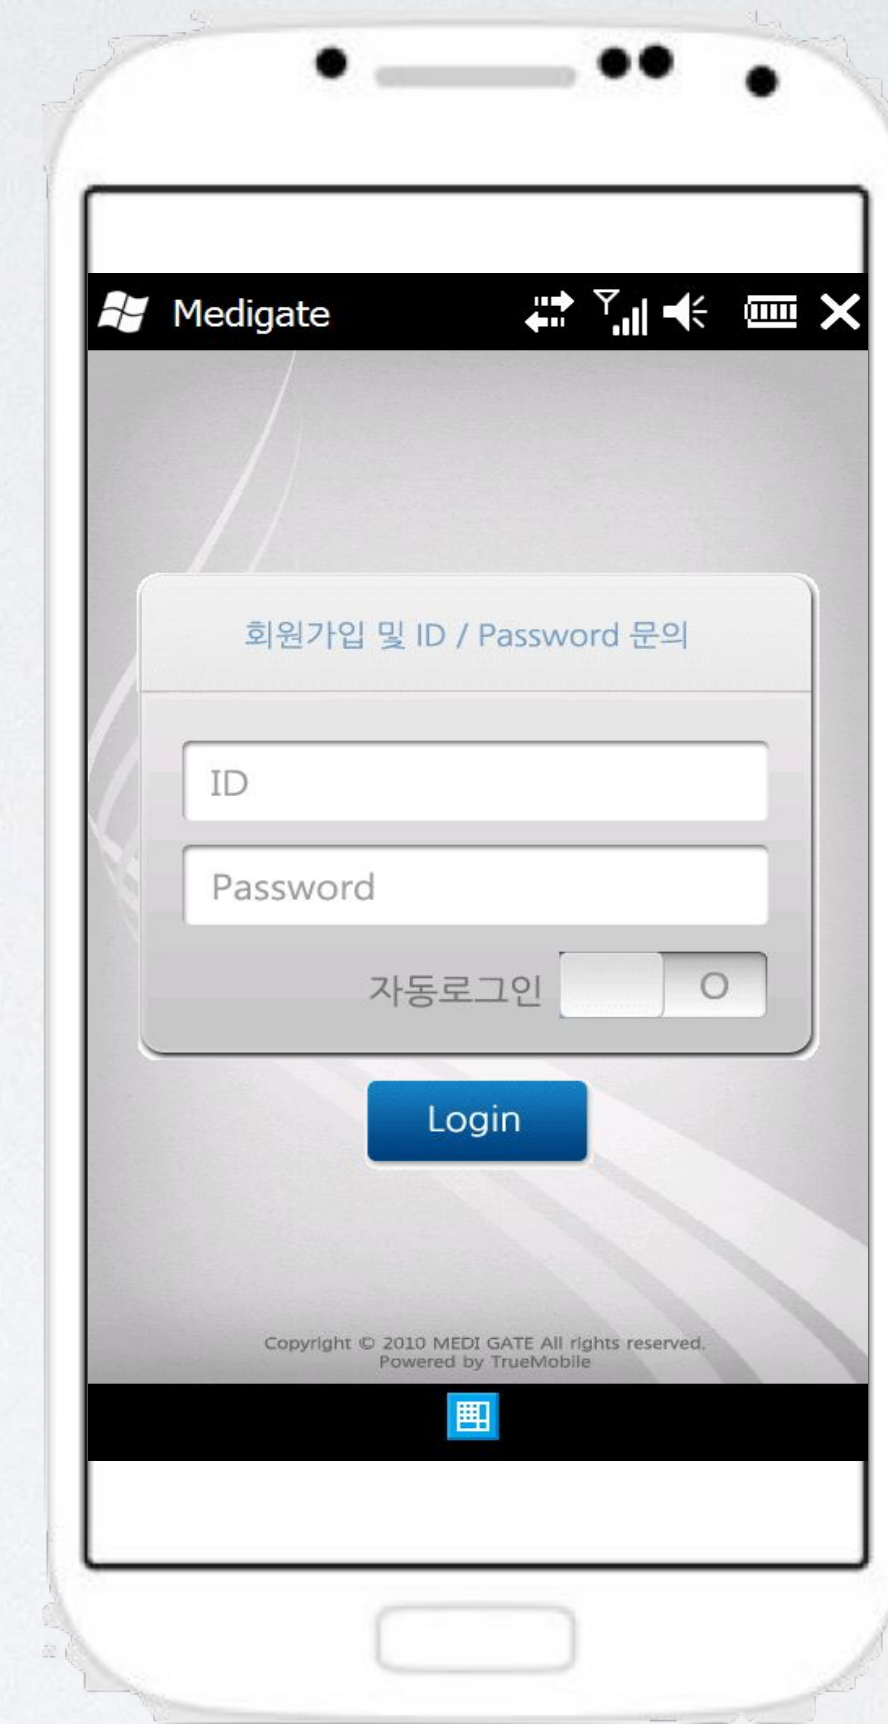 Medigate
회원가입 및 ID / Password 문의
ID
Password
자동로그인 O
Login
Copyright © 2010 MEDI GATE All rights reserved.
Powered by TrueMobile